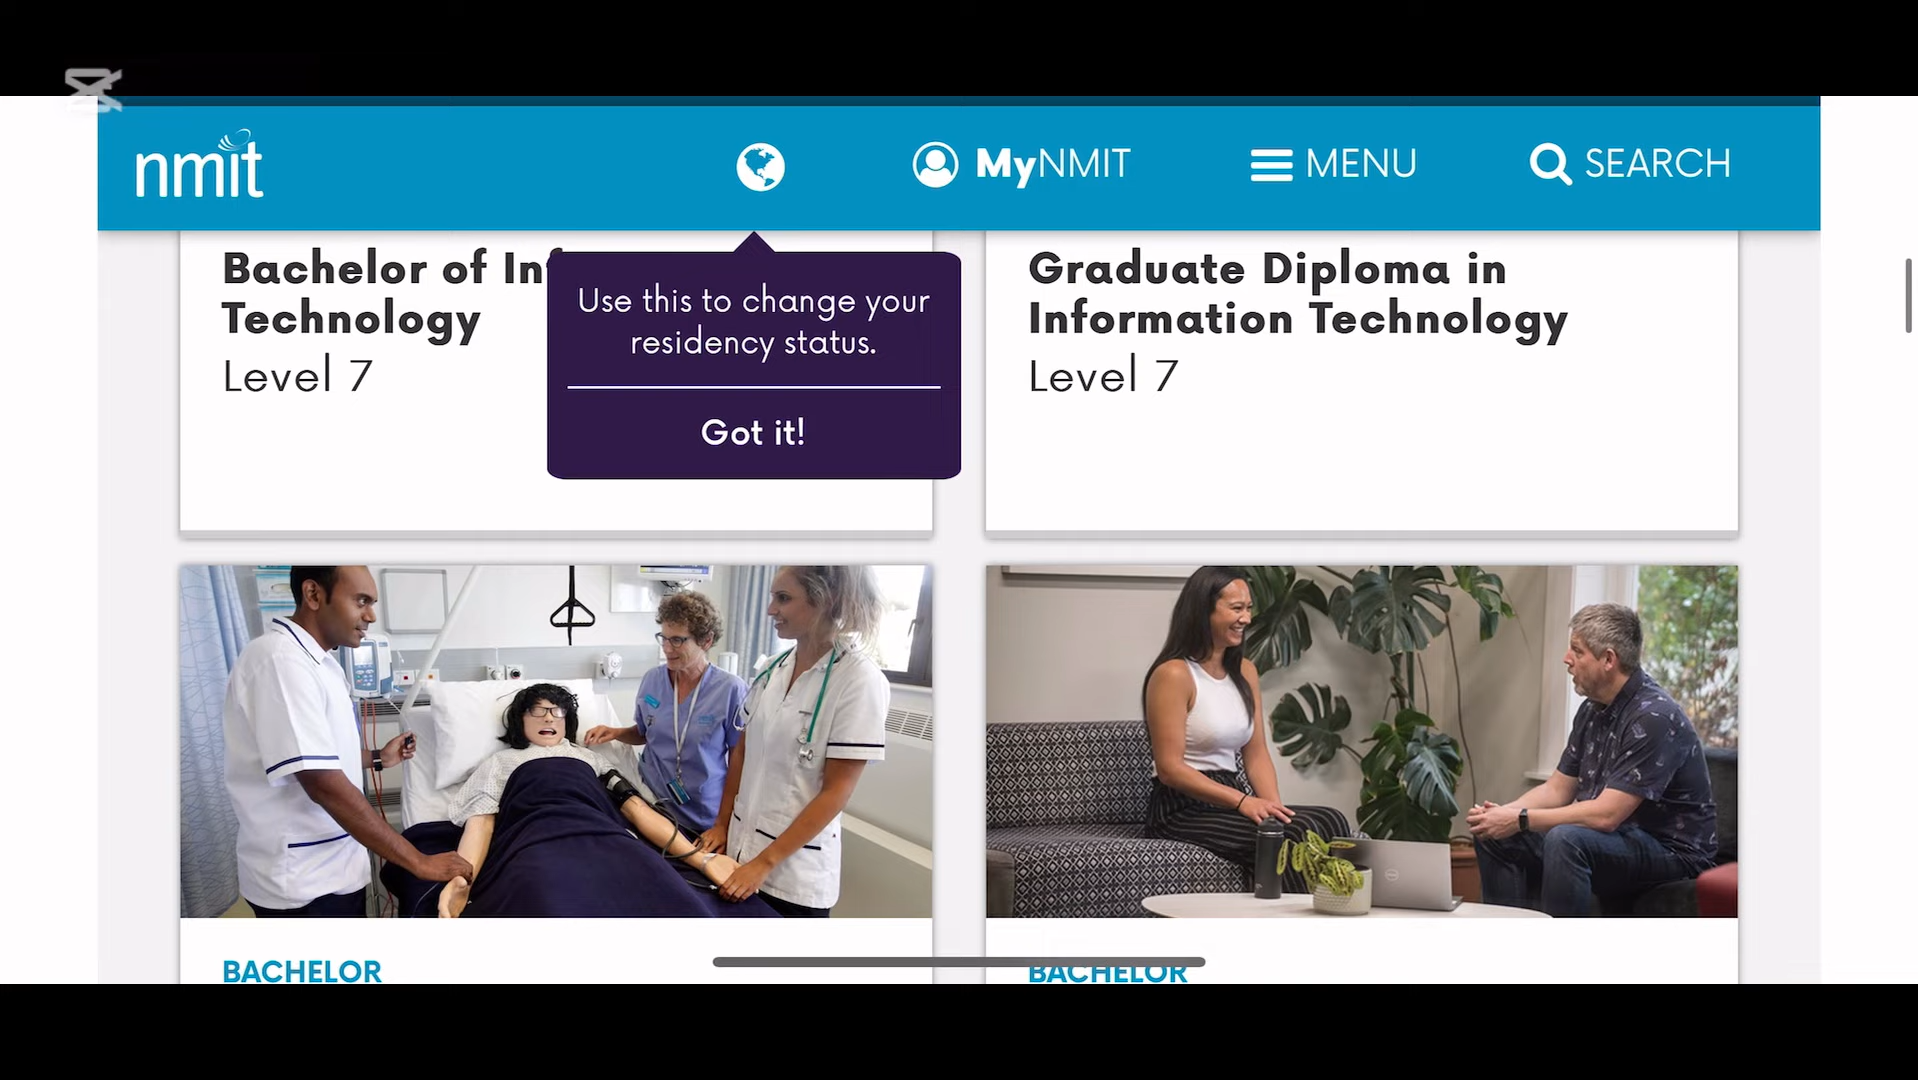 nmit
MyNMIT
MENU
SEARCH
Bachelor of Inf
Technology
Level 7
Use this to change your
residency status.
Got it!
Graduate Diploma in
Information Technology
Level 7
BACHELOR
BACHELOR